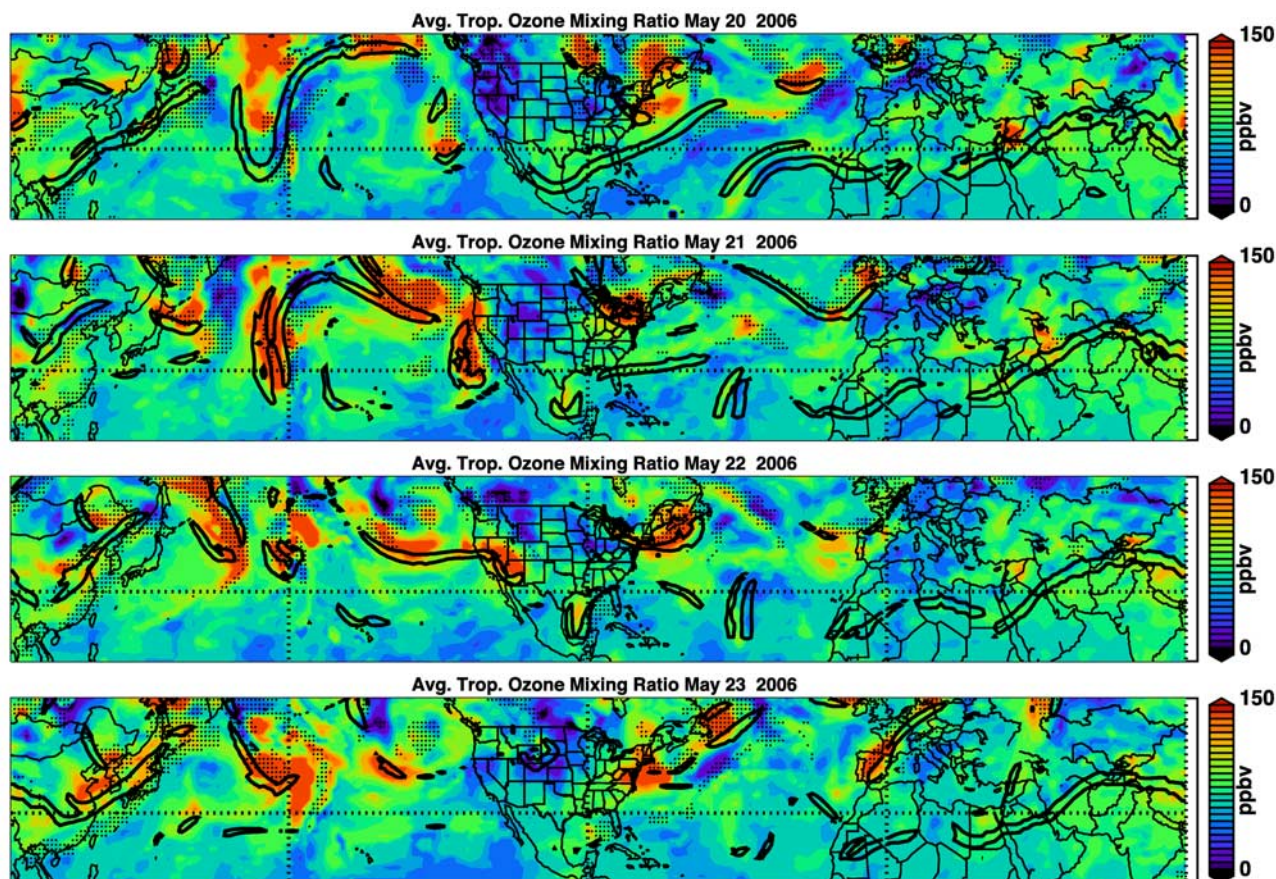 Avg. Trop. Ozone Mixing Ratio May 20  2006
150
ppbv
0
Avg. Trop. Ozone Mixing Ratio May 21  2006
150
ppbv
0
Avg. Trop. Ozone Mixing Ratio May 22  2006
150
ppbv
0
Avg. Trop. Ozone Mixing Ratio May 23  2006
150
ppbv
0